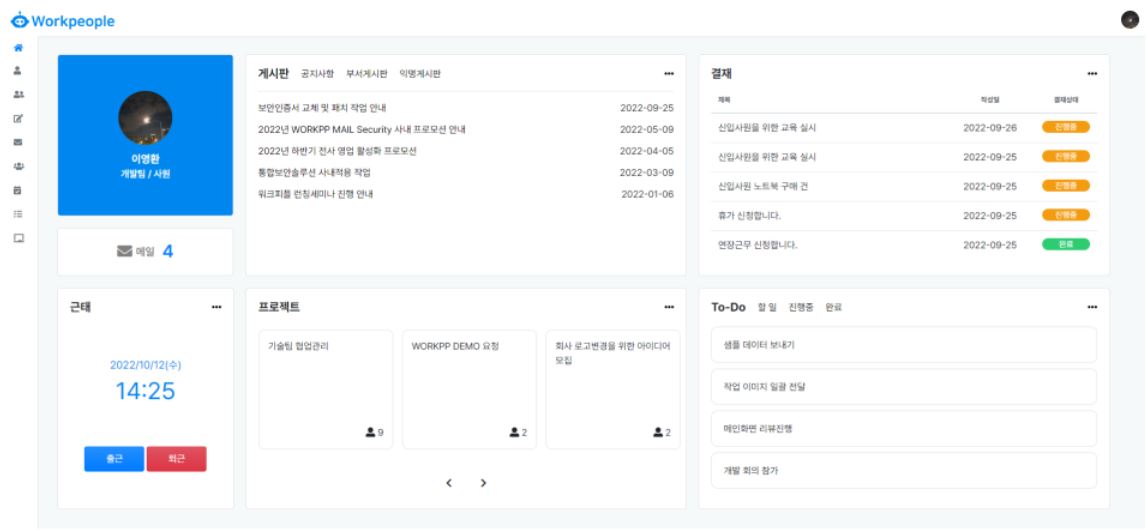 Workpeople
이영환
개발팀 / 사원
메일 4
게시판 공지사항 부서게시판 익명게시판
보안인증서 교체 및 패치 작업 안내 2022-09-25
2022년 WORKPP MAIL Security 사내 프로모션 안내 2022-05-09
2022년 하반기 전사 영업 활성화 프로모션 2022-04-05
통합보안솔루션 사내적용 작업 2022-03-09
워크피플 런칭세미나 진행 안내 2022-01-06
결재
제목 작성일 결재상태
신입사원을 위한 교육 실시 2022-09-26 진행중
신입사원을 위한 교육 실시 2022-09-25 진행중
신입사원 노트북 구매 건 2022-09-25 진행중
휴가 신청합니다. 2022-09-25 진행중
연장근무 신청합니다. 2022-09-25 완료
근태
2022/10/12(수)
14:25
출근 퇴근
프로젝트
기술팀 협업관리
9
WORKPP DEMO 요청
2
회사 로고변경을 위한 아이디어
모집
2
To-Do 할 일 진행중 완료
샘플 데이터 보내기
작업 이미지 일괄 전달
메인화면 리뷰진행
개발 회의 참가